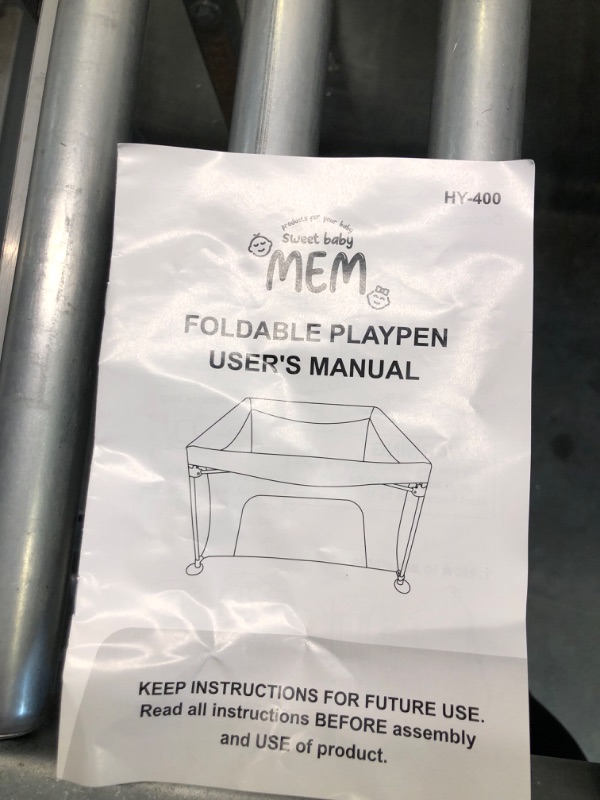 HY-400
products for your baby
sweet baby
MEM
FOLDABLE PLAYPEN
USER'S MANUAL
KEEP INSTRUCTIONS FOR FUTURE USE.
Read all instructions BEFORE assembly
and USE of product.